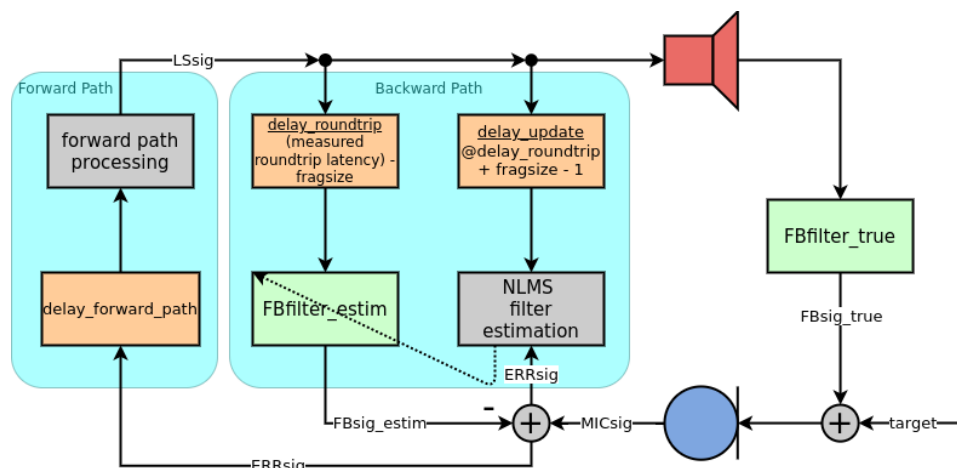 LSsig
Forward Path
Backward Path
forward path
processing
delay_roundtrip
(measured
roundtrip latency) -
fragsize
delay_update
@delay_roundtrip
+ fragsize - 1
FBfilter_true
delay_forward_path
FBfilter_estim
NLMS
filter
estimation
FBsig_true
ERRsig
-
FBsig_estim
+
MICsig
+
target
ERRsig